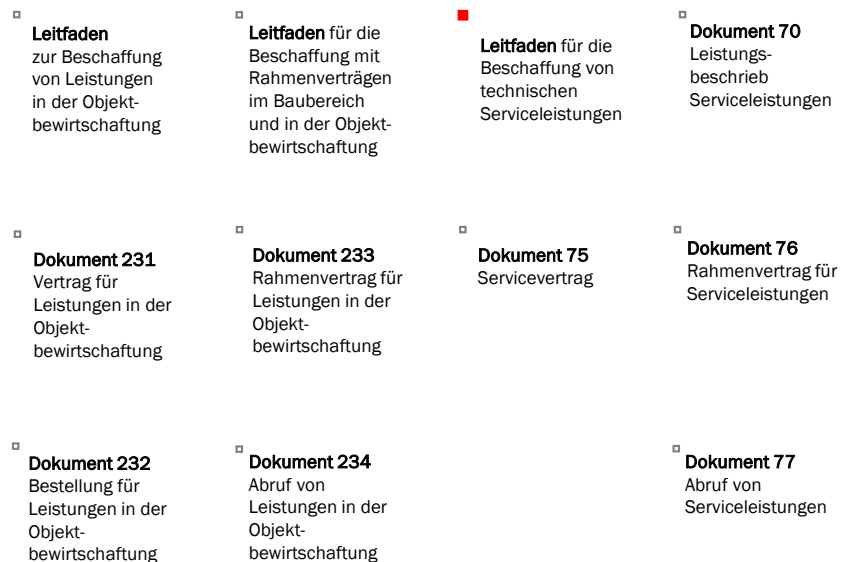 Leitfaden
zur Beschaffung
von Leistungen
in der Objekt-
bewirtschaftung
Leitfaden für die
Beschaffung mit
Rahmenverträgen
im Baubereich
und in der Objekt-
bewirtschaftung
Leitfaden für die
Beschaffung von
technischen
Serviceleistungen
Dokument 70
Leistungs-
beschrieb
Serviceleistungen
Dokument 231
Vertrag für
Leistungen in der
Objekt-
bewirtschaftung
Dokument 233
Rahmenvertrag für
Leistungen in der
Objekt-
bewirtschaftung
Dokument 75
Servicevertrag
Dokument 76
Rahmenvertrag für
Serviceleistungen
Dokument 232
Bestellung für
Leistungen in der
Objekt-
bewirtschaftung
Dokument 234
Abruf von
Leistungen in der
Objekt-
bewirtschaftung
Dokument 77
Abruf von
Serviceleistungen